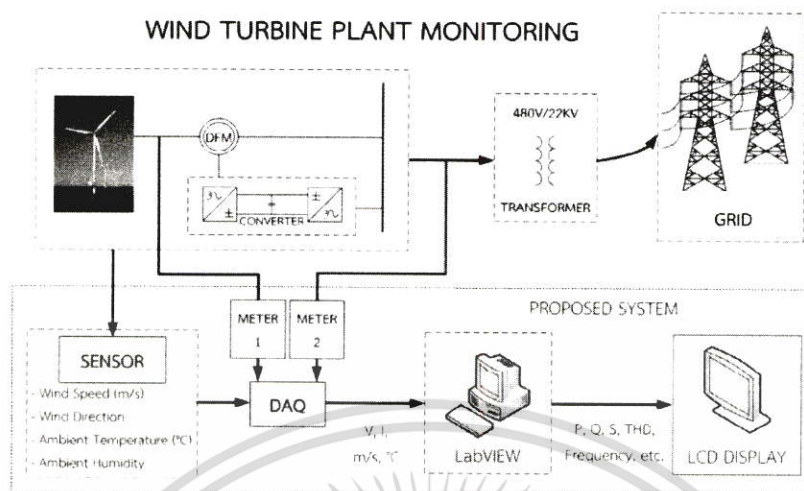 WIND TURBINE PLANT MONITORING
DFM
CONVERTER
480V/22KV
TRANSFORMER
GRID
PROPOSED SYSTEM
METER
1
METER
2
SENSOR
- Wind Speed (m/s)
- Wind Direction
- Ambient Temperature (°C)
- Ambient Humidity
DAQ
V, I,
m/s, °C
LabVIEW
P, Q, S, THD,
Frequency, etc.
LCD DISPLAY